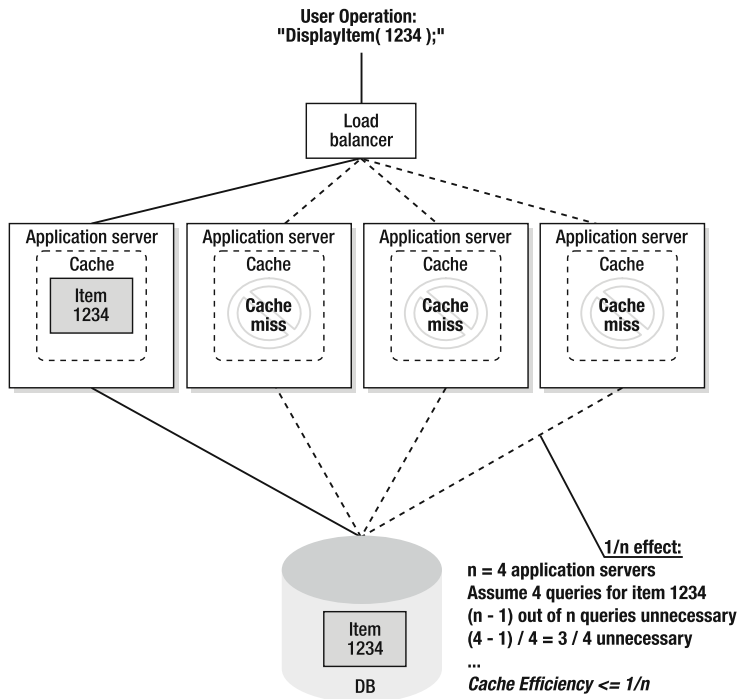 User Operation:
"DisplayItem( 1234 );"
Load
balancer
Application server
Cache
Item
1234
Application server
Cache
Cache
miss
Application server
Cache
Cache
miss
Application server
Cache
Cache
miss
1/n effect:
n = 4 application servers
Assume 4 queries for item 1234
(n - 1) out of n queries unnecessary
(4 - 1) / 4 = 3 / 4 unnecessary
...
Cache Efficiency <= 1/n
Item
1234
DB